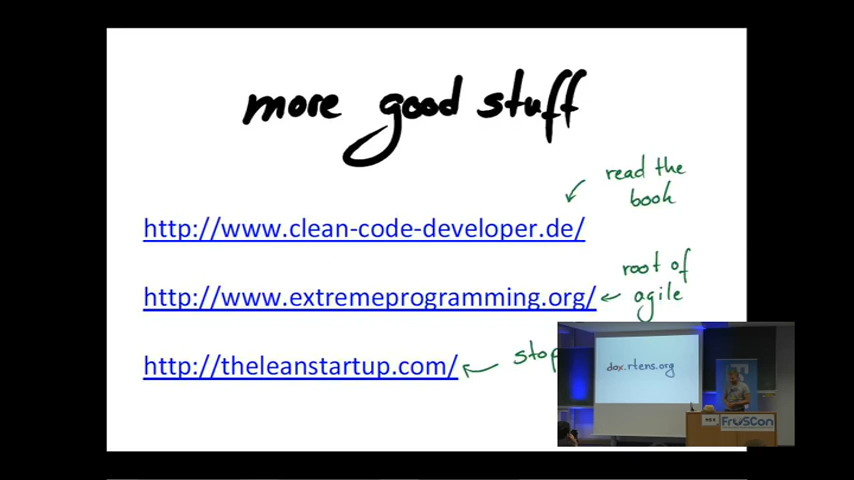 more good stuff
read the
book
http://www.clean-code-developer.de/
root of
agile
http://www.extremeprogramming.org/
stop
http://theleanstartup.com/
dox.rtens.org
FrOSCon